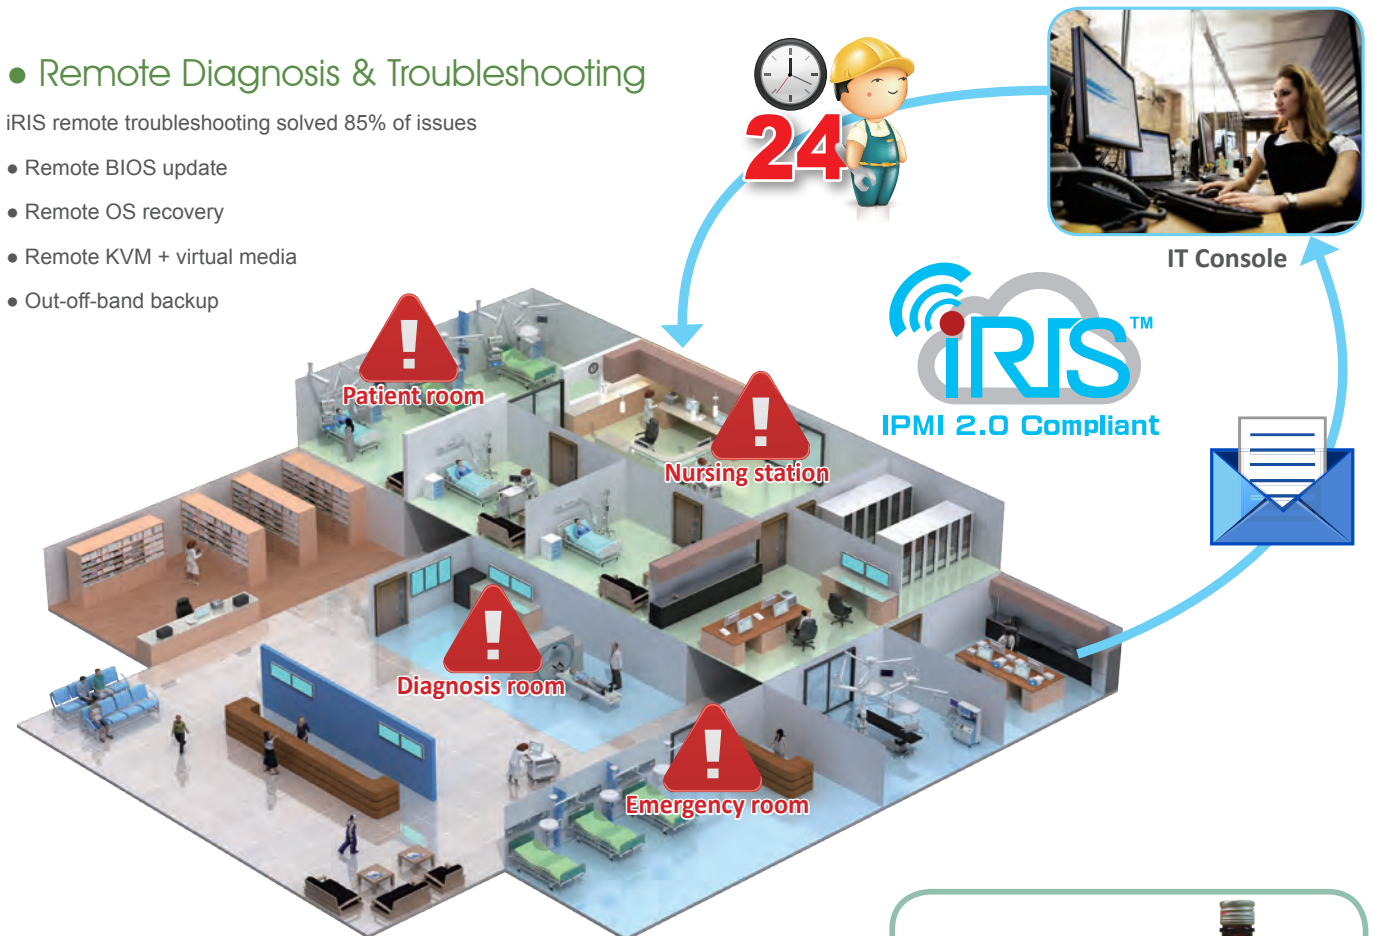 ● Remote Diagnosis & Troubleshooting
iRIS remote troubleshooting solved 85% of issues
● Remote BIOS update
● Remote OS recovery
● Remote KVM + virtual media
● Out-off-band backup
24
IT Console
iRIS™
IPMI 2.0 Compliant
!
Patient room
!
Nursing station
!
Diagnosis room
!
Emergency room